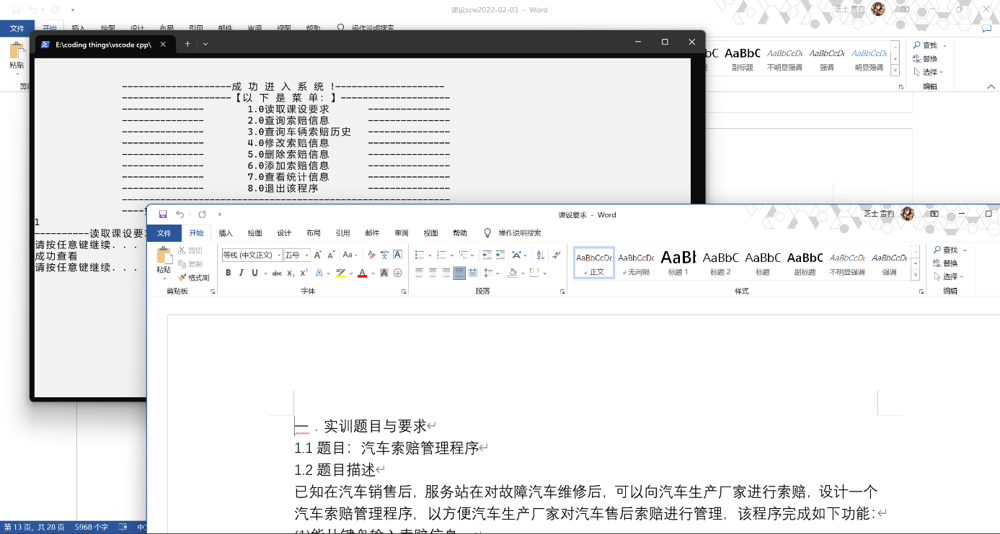 课设zcw2022-02-03 - Word
芝士 雪豹
文件 开始 插入 绘图 设计 布局 引用 邮件 审阅 视图 帮助 操作说明搜索
粘贴
AaBbC AaBbCcDc AaBbCcDc AaBbCcDc
副标题 不明显强调 强调 明显强调
查找
替换
选择
编辑
E:\coding things\vscode cpp\
--------------------成 功 进 入 系 统 !--------------------
--------------------【以 下 是 菜 单: 】--------------------
--------------- 1.0读取课设要求 ---------------
--------------- 2.0查询索赔信息 ---------------
--------------- 3.0查询车辆索赔历史 ---------------
--------------- 4.0修改索赔信息 ---------------
--------------- 5.0删除索赔信息 ---------------
--------------- 6.0添加索赔信息 ---------------
--------------- 7.0查看统计信息 ---------------
--------------- 8.0退出该程序 ---------------
------------------------------------------------------------
1
----------读取课设要求
请按任意键继续. . .
成功查看
请按任意键继续. . .
课设要求 - Word
芝士 雪豹
文件 开始 插入 绘图 设计 布局 引用 邮件 审阅 视图 帮助 操作说明搜索
粘贴
剪切
复制
格式刷
剪贴板
等线 (中文正文) 五号
字体
段落
AaBbCcDc AaBbCcDc AaBb AaBbC AaBbC AaBbC AaBbCcDc AaBbCcDc
正文 无间隔 标题 1 标题 2 标题 副标题 不明显强调 强调
样式
查找
替换
选择
编辑
一 . 实训题目与要求
1.1 题目：汽车索赔管理程序
1.2 题目描述
已知在汽车销售后，服务站在对故障汽车维修后，可以向汽车生产厂家进行索赔，设计一个
汽车索赔管理程序，以方便汽车生产厂家对汽车售后索赔进行管理，该程序完成如下功能：
(1)能从键盘输入索赔信息
第 13 页，共 28 页 5968 个字